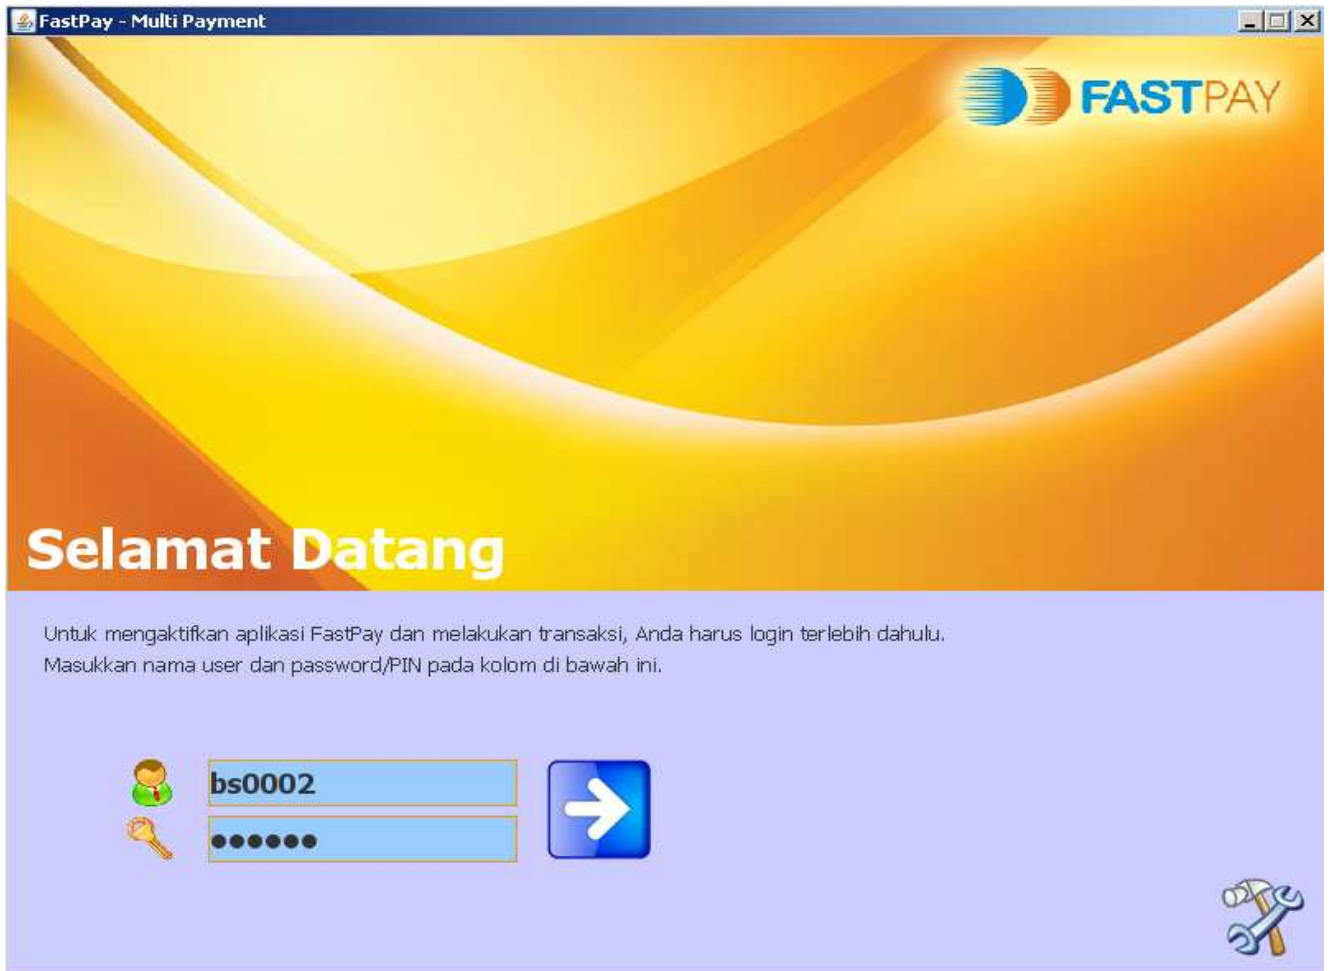 FastPay - Multi Payment
FASTPAY
Selamat Datang
Untuk mengaktifkan aplikasi FastPay dan melakukan transaksi, Anda harus login terlebih dahulu.
Masukkan nama user dan password/PIN pada kolom di bawah ini.
bs0002
●●●●●●